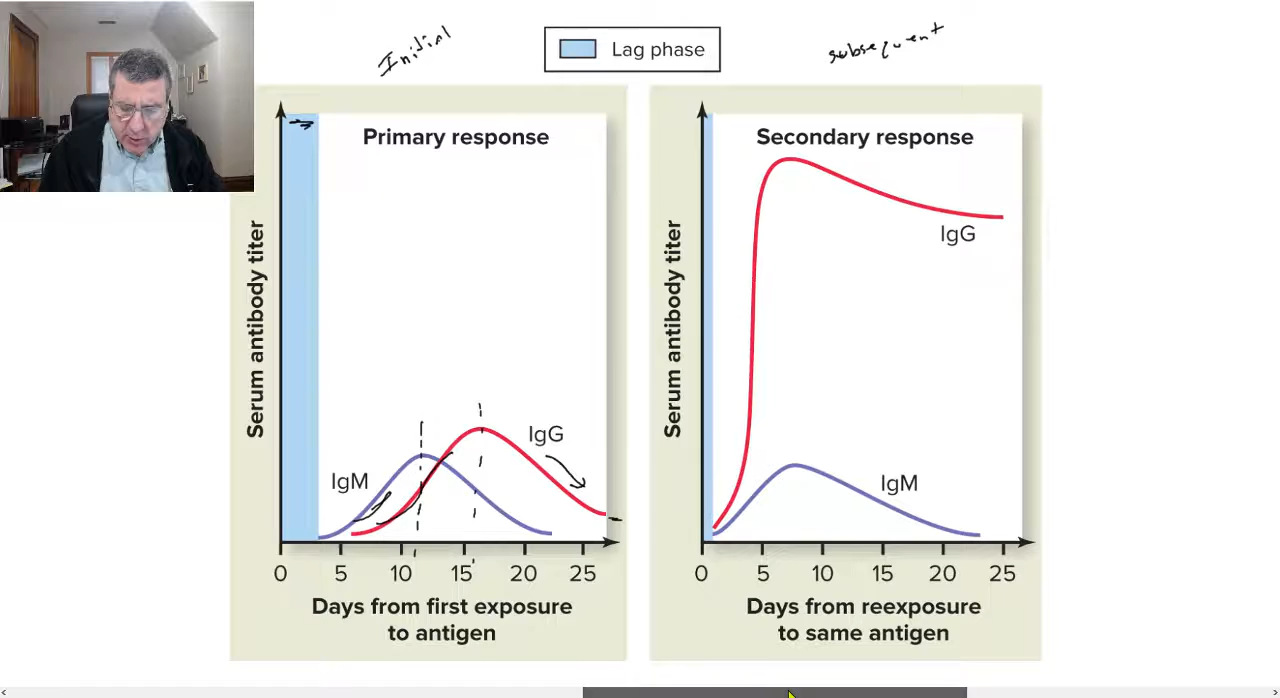 Initial
Lag phase
subsequent
Primary response
Serum antibody titer
IgM
IgG
0 5 10 15 20 25
Days from first exposure
to antigen
Secondary response
Serum antibody titer
IgG
IgM
0 5 10 15 20 25
Days from reexposure
to same antigen